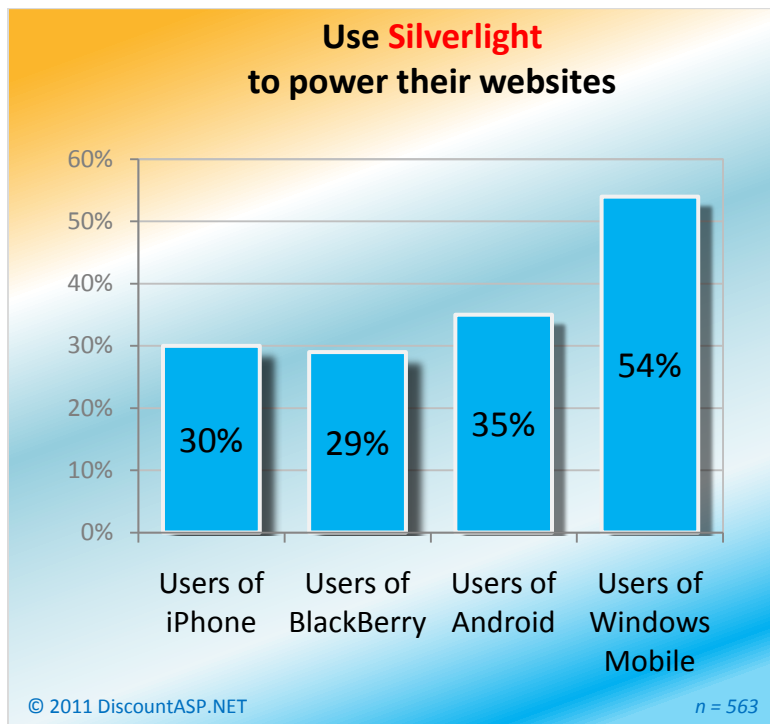 Use Silverlight
to power their websites
60%
50%
40%
30%
20%
10%
0%
30%
29%
35%
54%
Users of
iPhone
Users of
BlackBerry
Users of
Android
Users of
Windows
Mobile
© 2011 DiscountASP.NET
n = 563